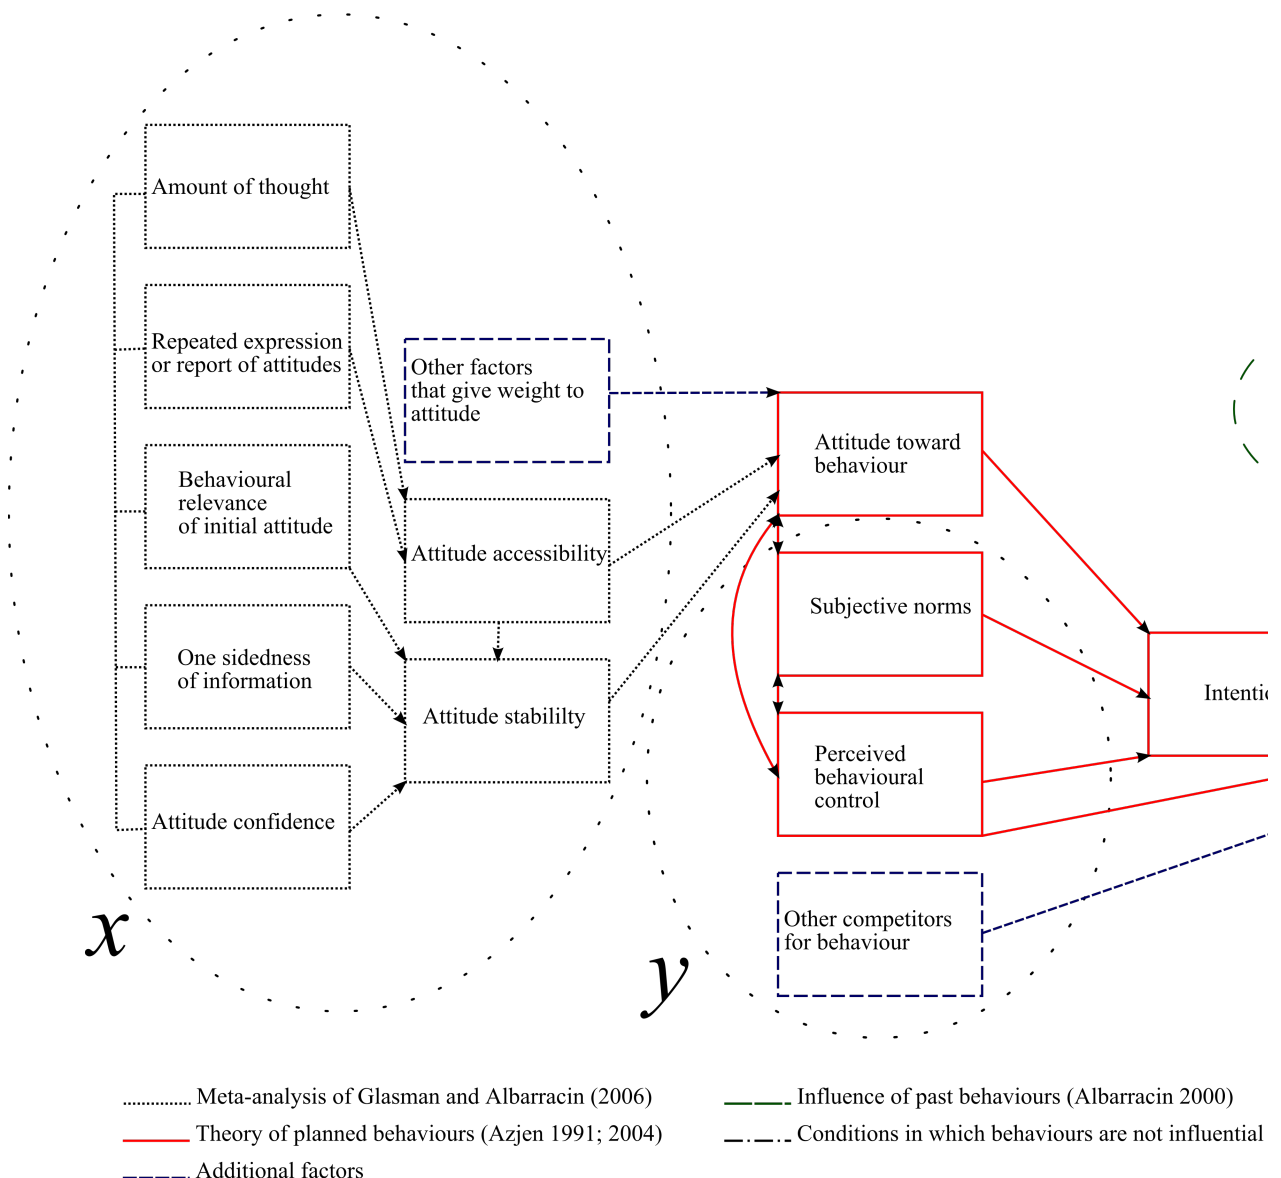 Amount of thought
Repeated expression
or report of attitudes
Other factors
that give weight to
attitude
Behavioural
relevance
of initial attitude
Attitude toward
behaviour
Attitude accessibility
Subjective norms
One sidedness
of information
Attitude stabililty
Intentio
Perceived
behavioural
control
Attitude confidence
Other competitors
for behaviour
x
y
Meta-analysis of Glasman and Albarracin (2006)
Influence of past behaviours (Albarracin 2000)
Theory of planned behaviours (Azjen 1991; 2004)
Conditions in which behaviours are not influential
Additional factors